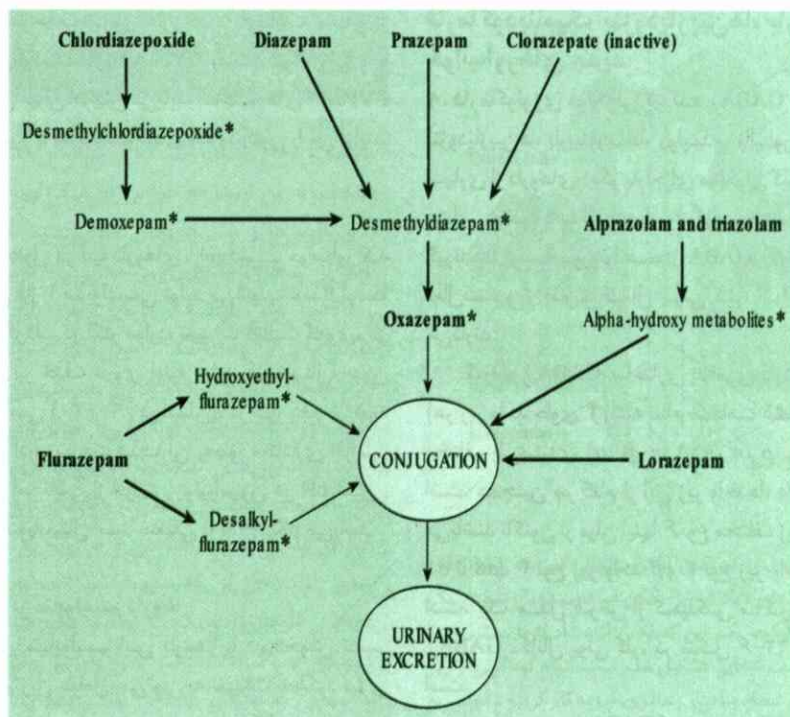 Chlordiazepoxide Diazepam Prazepam Clorazepate (inactive)
Desmethylchlordiazepoxide*
Demoxepam* Desmethyldiazepam* Alprazolam and triazolam
Oxazepam* Alpha-hydroxy metabolites*
Hydroxyethyl-
flurazepam*
Flurazepam CONJUGATION Lorazepam
Desalkyl-
flurazepam*
URINARY
EXCRETION